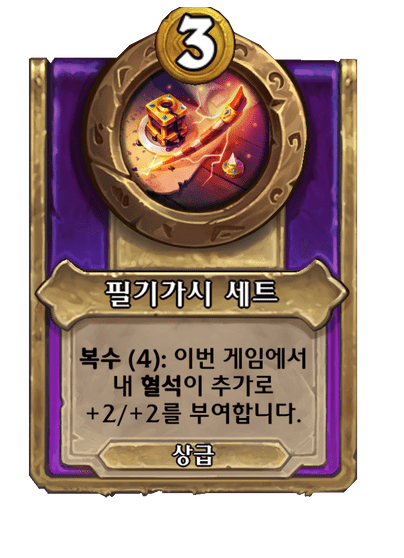 3
필기가시 세트
복수 (4): 이번 게임에서
내 혈석이 추가로
+2/+2를 부여합니다.
상급